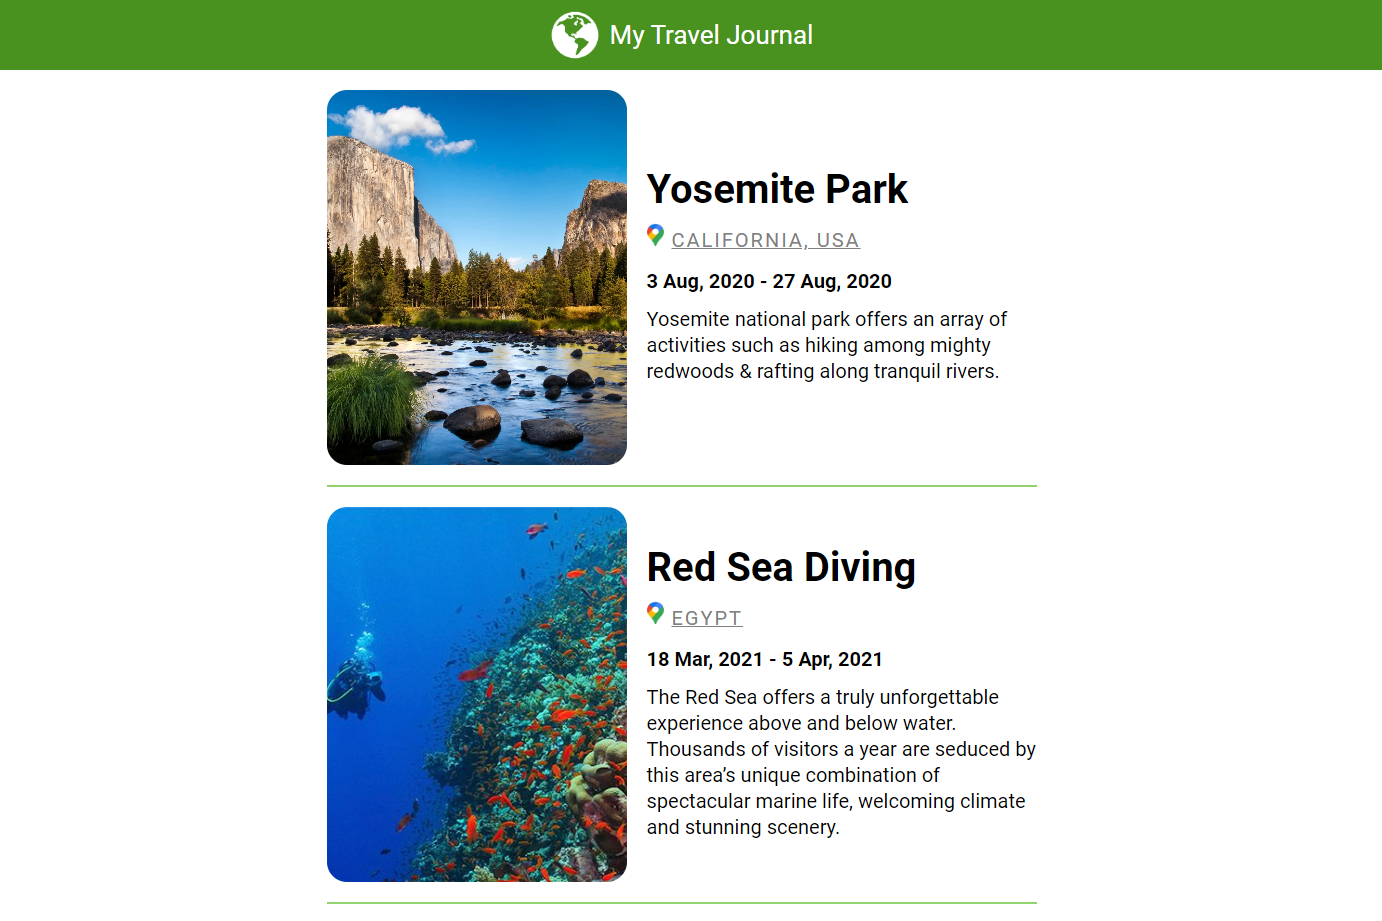 My Travel Journal
Yosemite Park
CALIFORNIA, USA
3 Aug, 2020 - 27 Aug, 2020
Yosemite national park offers an array of
activities such as hiking among mighty
redwoods & rafting along tranquil rivers.
Red Sea Diving
EGYPT
18 Mar, 2021 - 5 Apr, 2021
The Red Sea offers a truly unforgettable
experience above and below water.
Thousands of visitors a year are seduced by
this area’s unique combination of
spectacular marine life, welcoming climate
and stunning scenery.